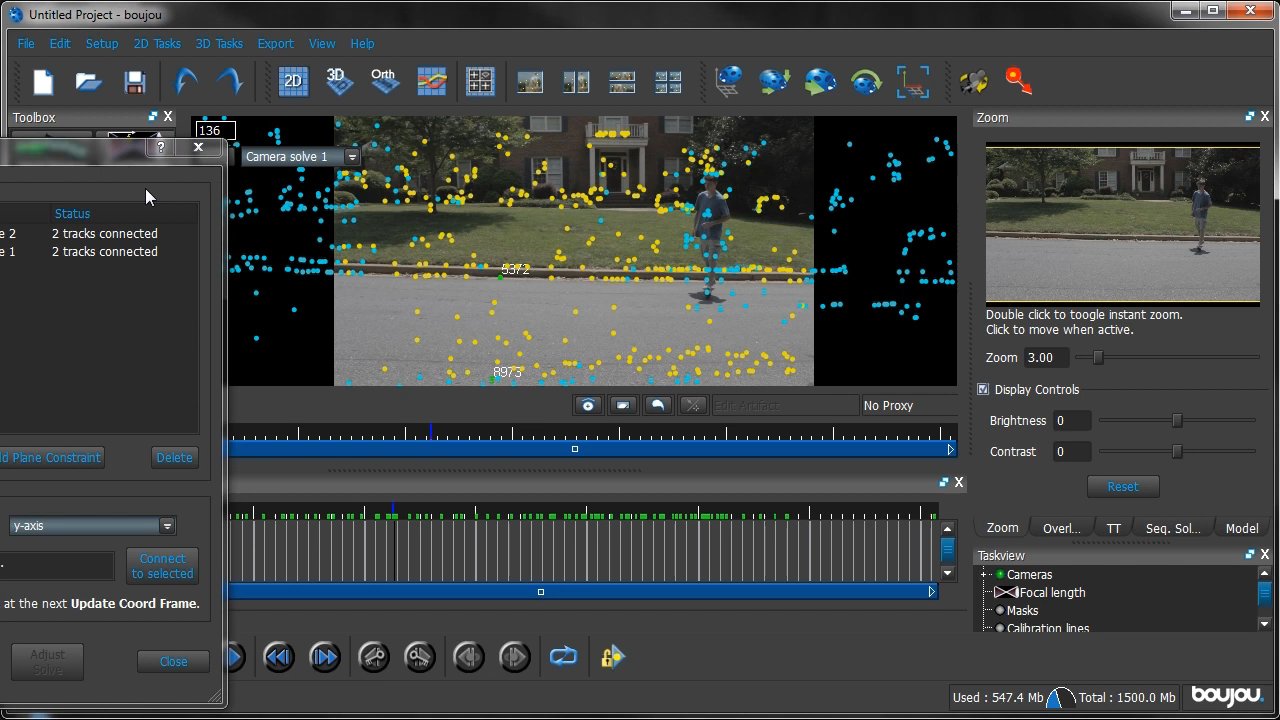 Untitled Project - boujou
File Edit Setup 2D Tasks 3D Tasks Export View Help
2D 3D Orth
Toolbox
136
Camera solve 1
5372
8973
Status
e 2 2 tracks connected
e 1 2 tracks connected
d Plane Constraint Delete
y-axis
Connect to selected
at the next Update Coord Frame.
Adjust Solve
Close
Edit Artifact
No Proxy
Zoom
Double click to toogle instant zoom.
Click to move when active.
Zoom 3.00
Display Controls
Brightness 0
Contrast 0
Reset
Zoom Overl... TT Seq. Sol... Model
Taskview
Cameras
Focal length
Masks
Calibration lines
Used : 547.4 Mb Total : 1500.0 Mb
boujou.